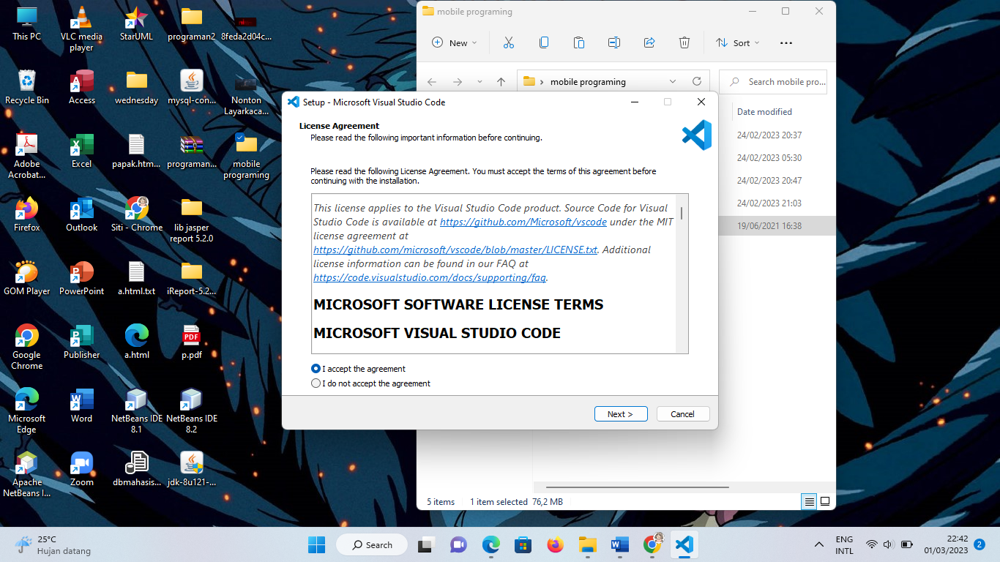 This PC
VLC media player
StarUML
programan2
8feda2d04c...
Recycle Bin
Access
wednesday
mysql-con...
Nonton Layarkaca...
Adobe Acrobat...
Excel
papak.htm...
programan...
mobile programing
Firefox
Outlook
Siti - Chrome
lib jasper report 5.2.0
GOM Player
PowerPoint
a.html.txt
iReport-5.2...
Google Chrome
Publisher
a.html
p.pdf
Microsoft Edge
Word
NetBeans IDE 8.1
NetBeans IDE 8.2
Apache NetBeans I...
Zoom
dbmahasis...
jdk-8u121-...
mobile programing
New
Sort
mobile programing
Search mobile pro...
Date modified
24/02/2023 20:37
24/02/2023 05:30
24/02/2023 20:47
24/02/2023 21:03
19/06/2021 16:38
5 items
1 item selected 76,2 MB
Setup - Microsoft Visual Studio Code
License Agreement
Please read the following important information before continuing.
Please read the following License Agreement. You must accept the terms of this agreement before
continuing with the installation.
This license applies to the Visual Studio Code product. Source Code for Visual
Studio Code is available at https://github.com/Microsoft/vscode under the MIT
license agreement at
https://github.com/microsoft/vscode/blob/master/LICENSE.txt. Additional
license information can be found in our FAQ at
https://code.visualstudio.com/docs/supporting/faq.
MICROSOFT SOFTWARE LICENSE TERMS
MICROSOFT VISUAL STUDIO CODE
I accept the agreement
I do not accept the agreement
Next >
Cancel
25°C
Hujan datang
Search
ENG
INTL
22:42
01/03/2023
2